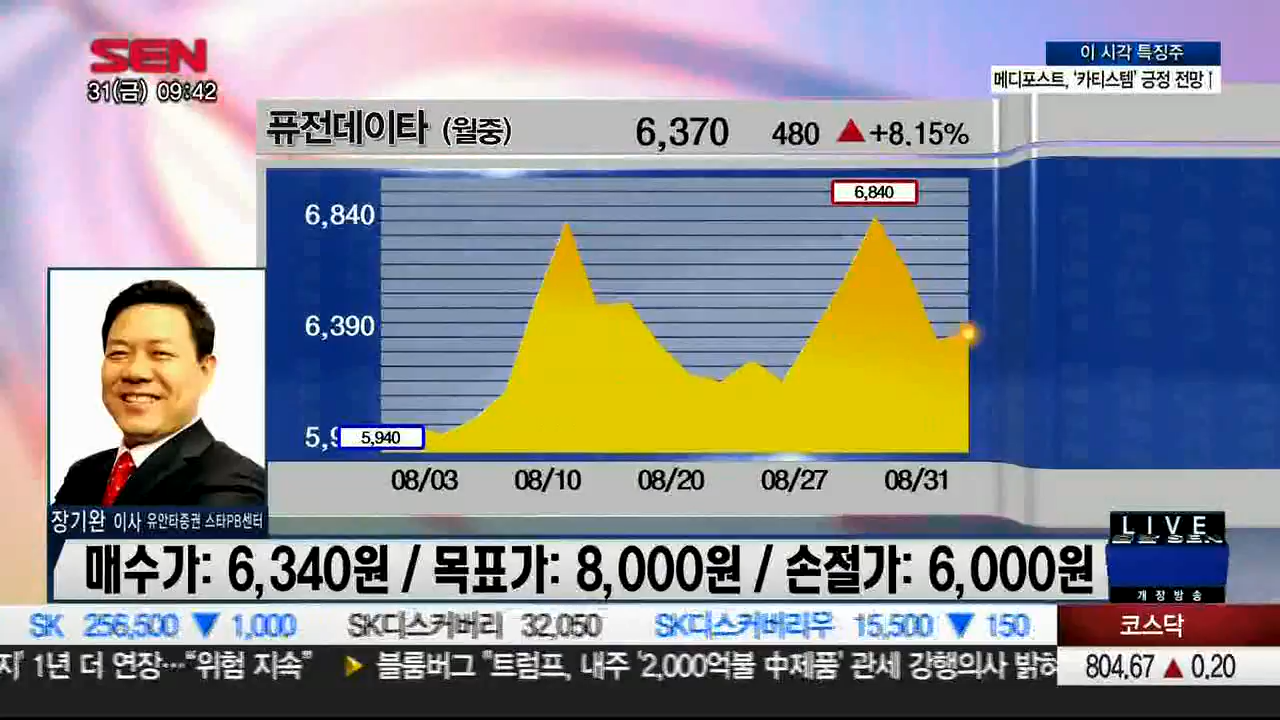 SEN
31(금) 09:42
이 시각 특징주
메디포스트, '카티스템' 긍정 전망↑
퓨전데이타 (월중) 6,370 480 ▲+8.15%
6,840
6,840
6,390
5,940
08/03 08/10 08/20 08/27 08/31
장기완 이사 유안타증권 스타PB센터
매수가: 6,340원 / 목표가: 8,000원 / 손절가: 6,000원
LIVE
개장방송
SK 256,500 ▼ 1,000 SK디스커버리 32,050 SK디스커버리우 15,500 ▼ 150
코스닥
지' 1년 더 연장…“위험 지속” ▶ 블룸버그 "트럼프, 내주 '2,000억불 中제품' 관세 강행의사 밝혀
804.67 ▲ 0.20